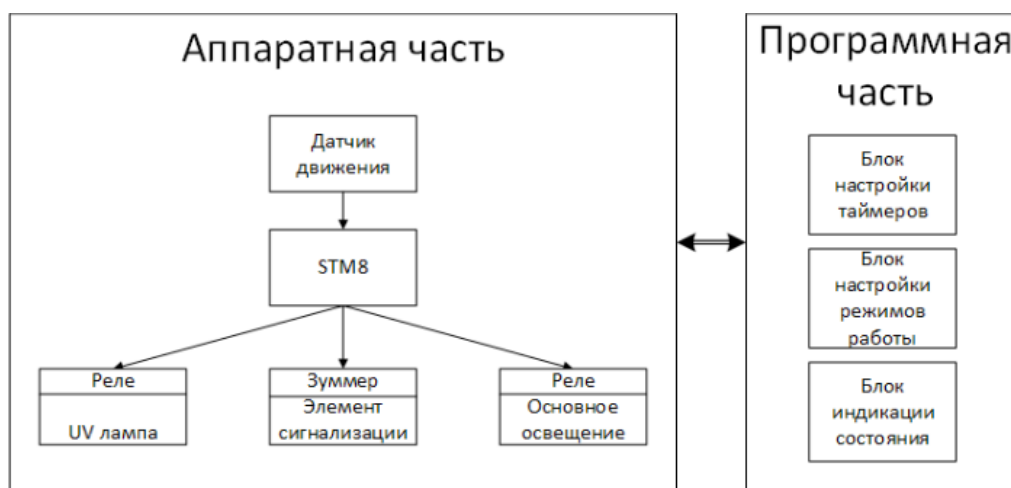 Аппаратная часть
Датчик
движения
STM8
Реле
UV лампа
Зуммер
Элемент
сигнализации
Реле
Основное
освещение
Программная
часть
Блок
настройки
таймеров
Блок
настройки
режимов
работы
Блок
индикации
состояния